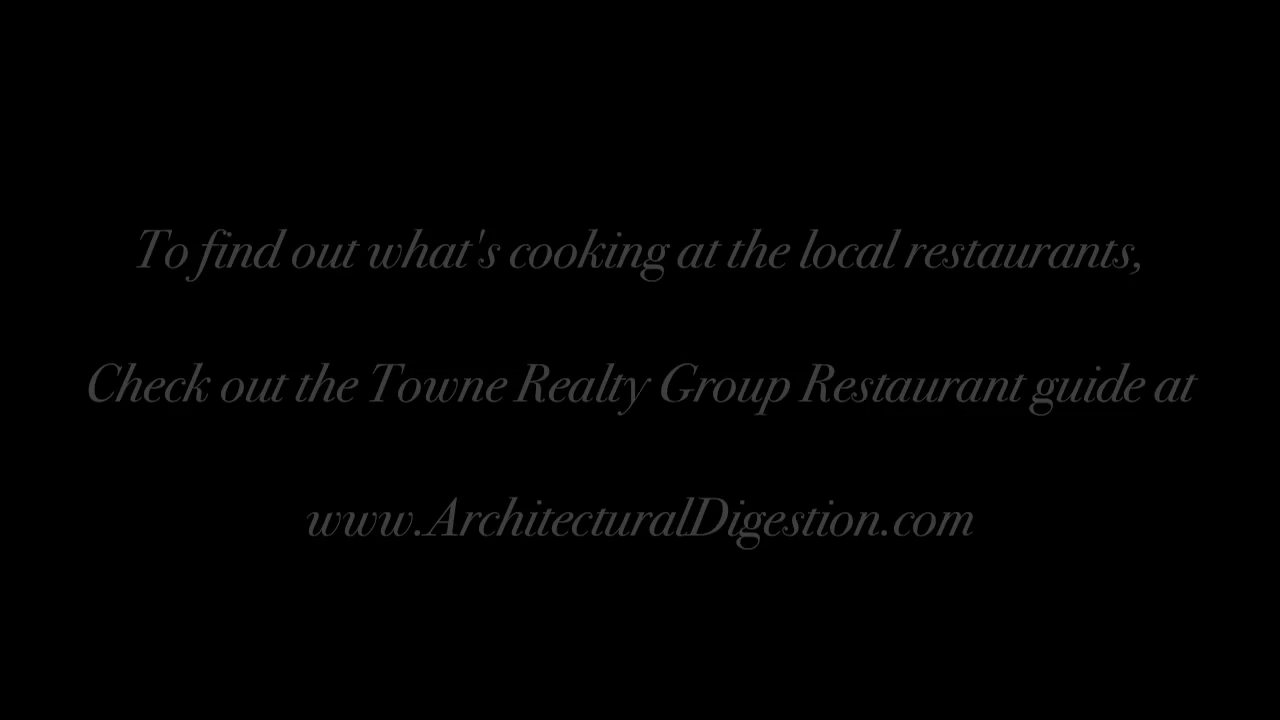 To find out what's cooking at the local restaurants,
Check out the Towne Realty Group Restaurant guide at
www.ArchitecturalDigestion.com